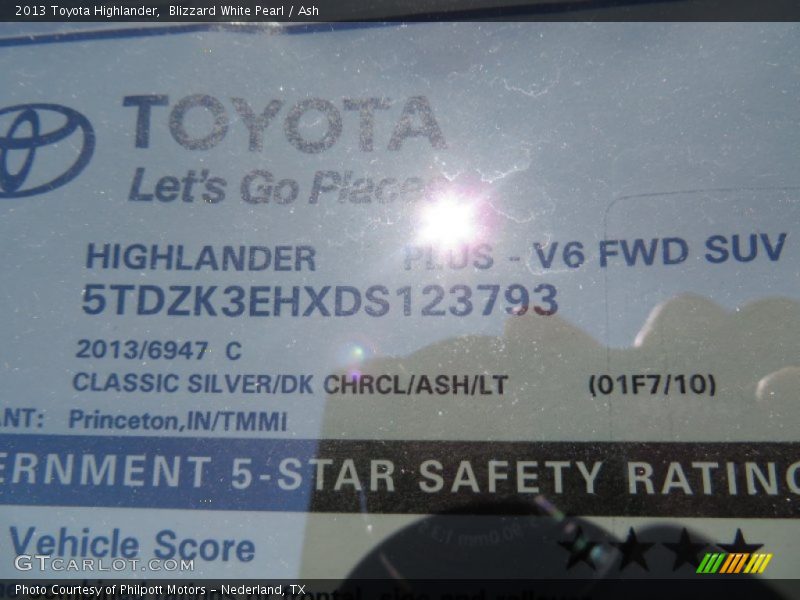 2013 Toyota Highlander, Blizzard White Pearl / Ash
TOYOTA
Let's Go Place
HIGHLANDER PLUS - V6 FWD SUV
5TDZK3EHXDS123793
2013/6947 C
CLASSIC SILVER/DK CHRCL/ASH/LT (01F7/10)
ANT: Princeton,IN/TMMI
ERNMENT 5-STAR SAFETY RATING
Vehicle Score ★★★★
GTCARLOT.COM
Photo Courtesy of Philpott Motors - Nederland, TX